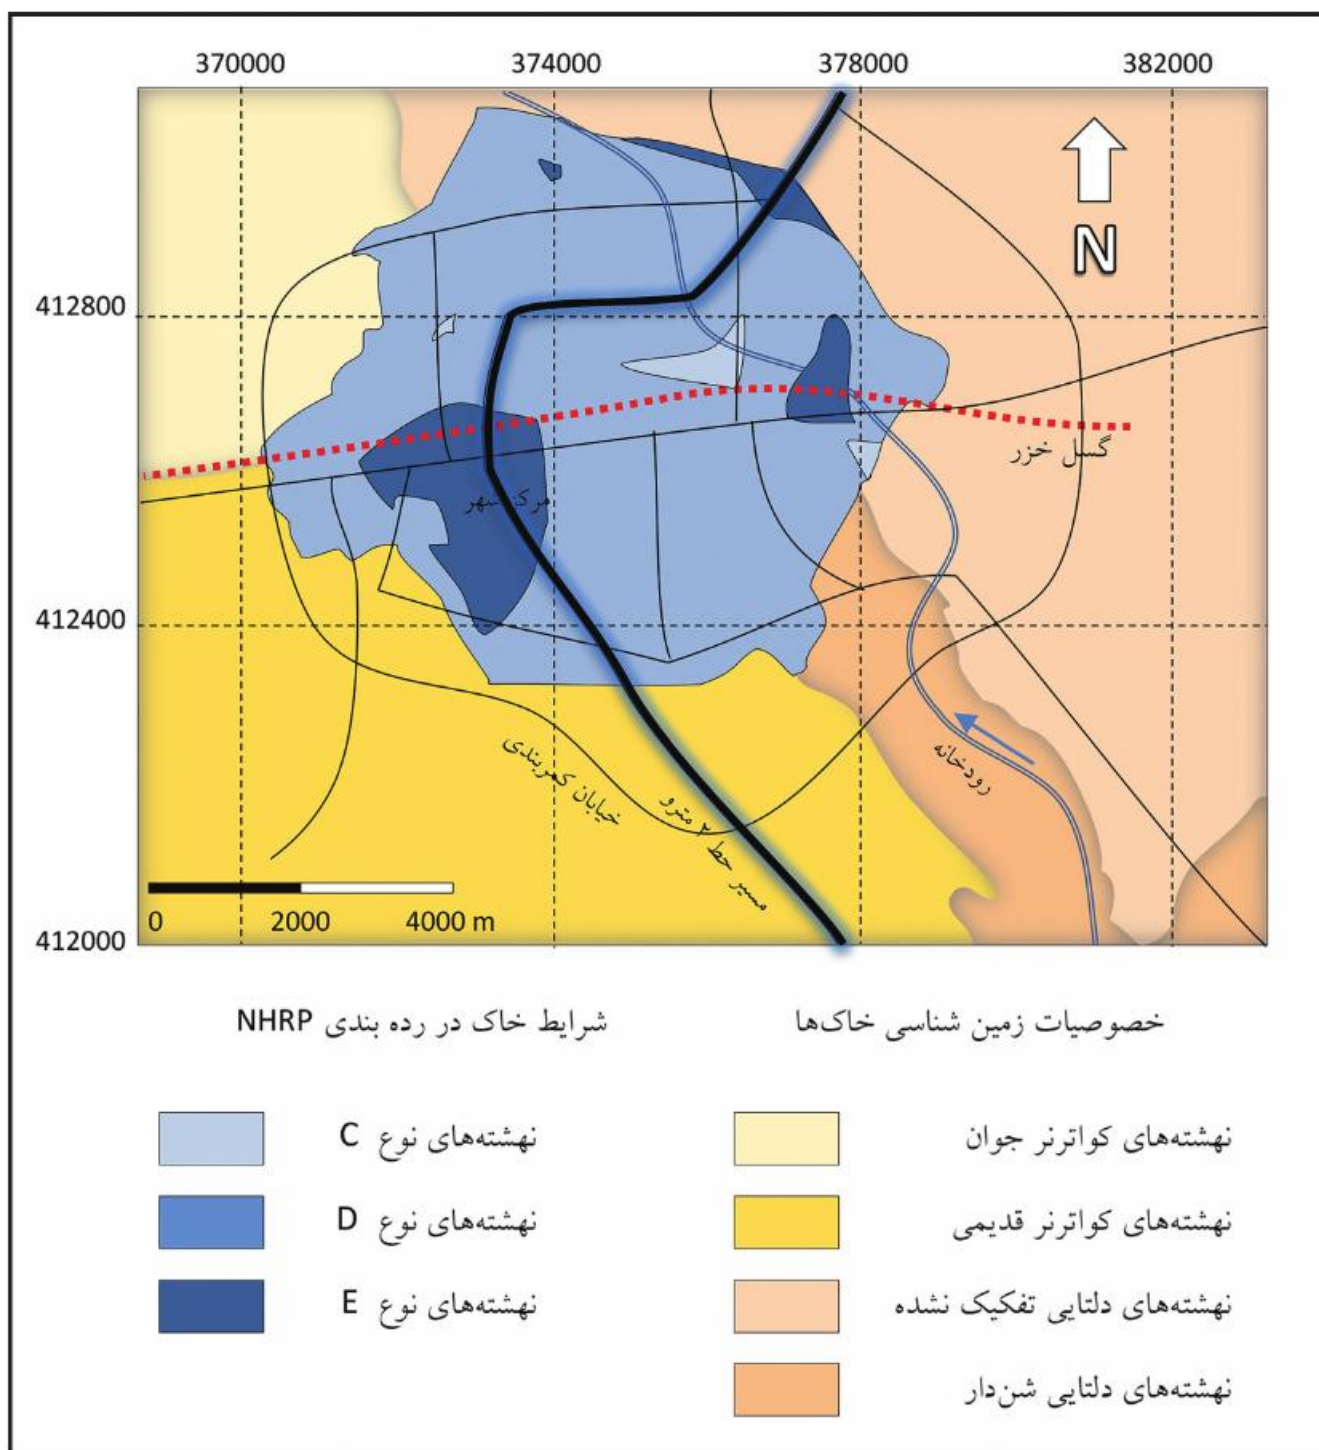 370000 374000 378000 382000
N
412800
گسل خزر
مرکز شهر
412400
رودخانه
خیابان کمربندی
مسیر خط ۲ مترو
0 2000 4000 m
412000
خصوصیات زمین شناسی خاک‌ها
نهشته‌های کواترنر جوان
نهشته‌های کواترنر قدیمی
نهشته‌های دلتایی تفکیک نشده
نهشته‌های دلتایی شن‌دار
شرایط خاک در رده بندی NHRP
نهشته‌های نوع C
نهشته‌های نوع D
نهشته‌های نوع E